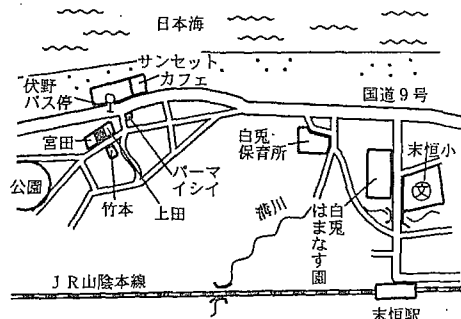 日本海
サンセット
カフェ
伏野
バス停
国道9号
宮田
白兎
保育所
末恒小
文
パーマ
イシイ
公園
竹本
上田
溝川
白兎
はまなす園
JR山陰本線
末恒駅